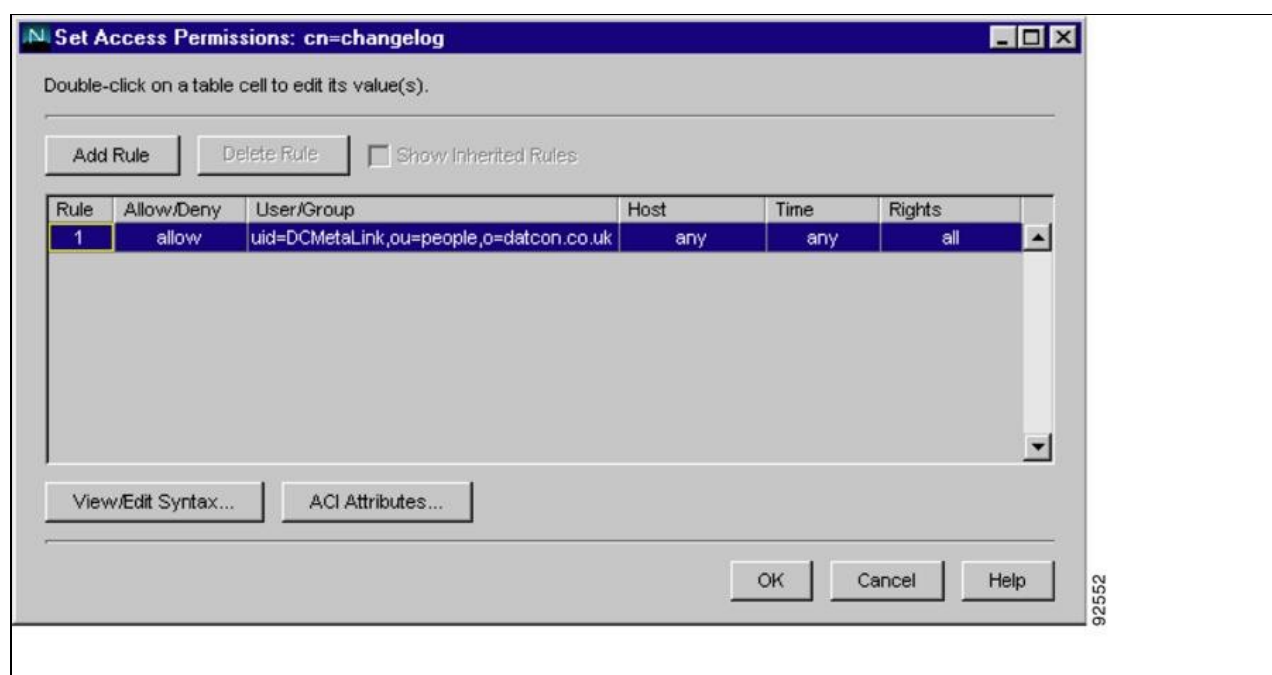 N Set Access Permissions: cn=changelog
Double-click on a table cell to edit its value(s).
Add Rule Delete Rule Show Inherited Rules
Rule Allow/Deny User/Group Host Time Rights
1 allow uid=DCMetaLink,ou=people,o=datcon.co.uk any any all
View/Edit Syntax... ACI Attributes...
OK Cancel Help
92552